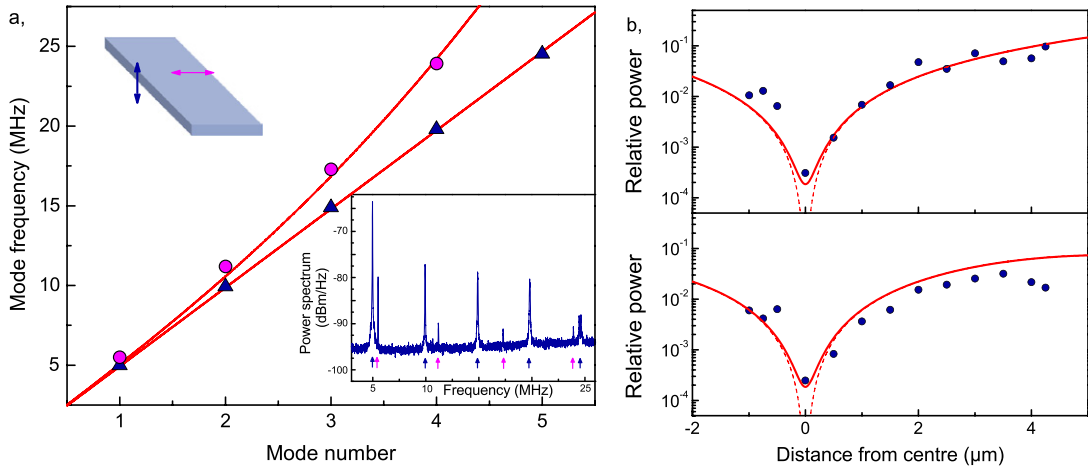 a,
Mode frequency (MHz)
25
20
15
10
5
1
2
3
4
5
Mode number
Power spectrum
(dBm/Hz)
-70
-80
-90
-100
5
10
25
Frequency (MHz)
b,
Relative power
10⁻¹
10⁻²
10⁻³
10⁻⁴
Relative power
10⁻¹
10⁻²
10⁻³
10⁻⁴
-2
0
2
4
Distance from centre (µm)